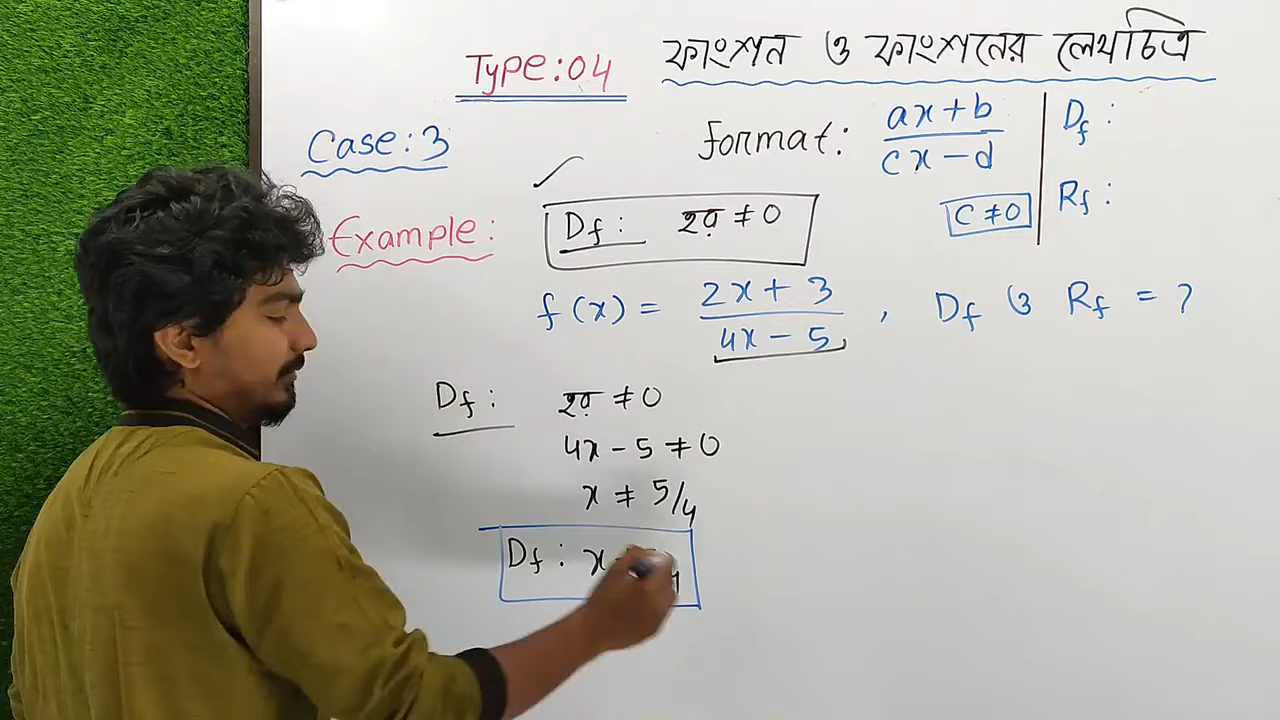 Type:04 ফাংশন ও ফাংশনের লেখচিত্র
Case:3
Format: ax+b / cx-d
Df :
C≠0
Rf :
Example:
Df : হর ≠ 0
f(x) = 2x+3 / 4x-5 , Df ও Rf = ?
Df : হর ≠ 0
4x-5 ≠ 0
x ≠ 5/4
Df : x